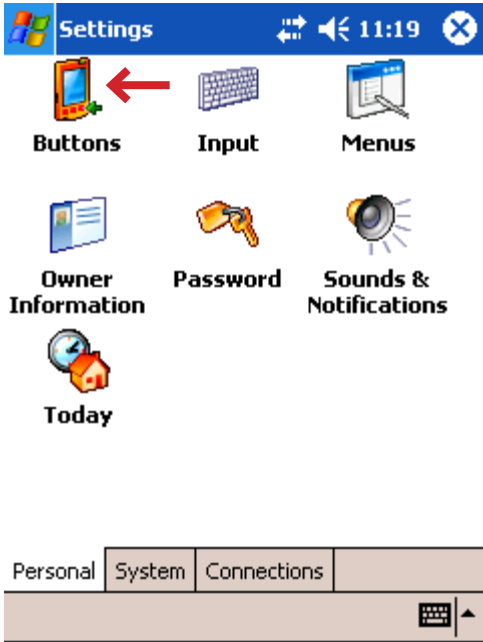 Settings 11:19
Buttons Input Menus
Owner Information
Password
Sounds & Notifications
Today
Personal System Connections